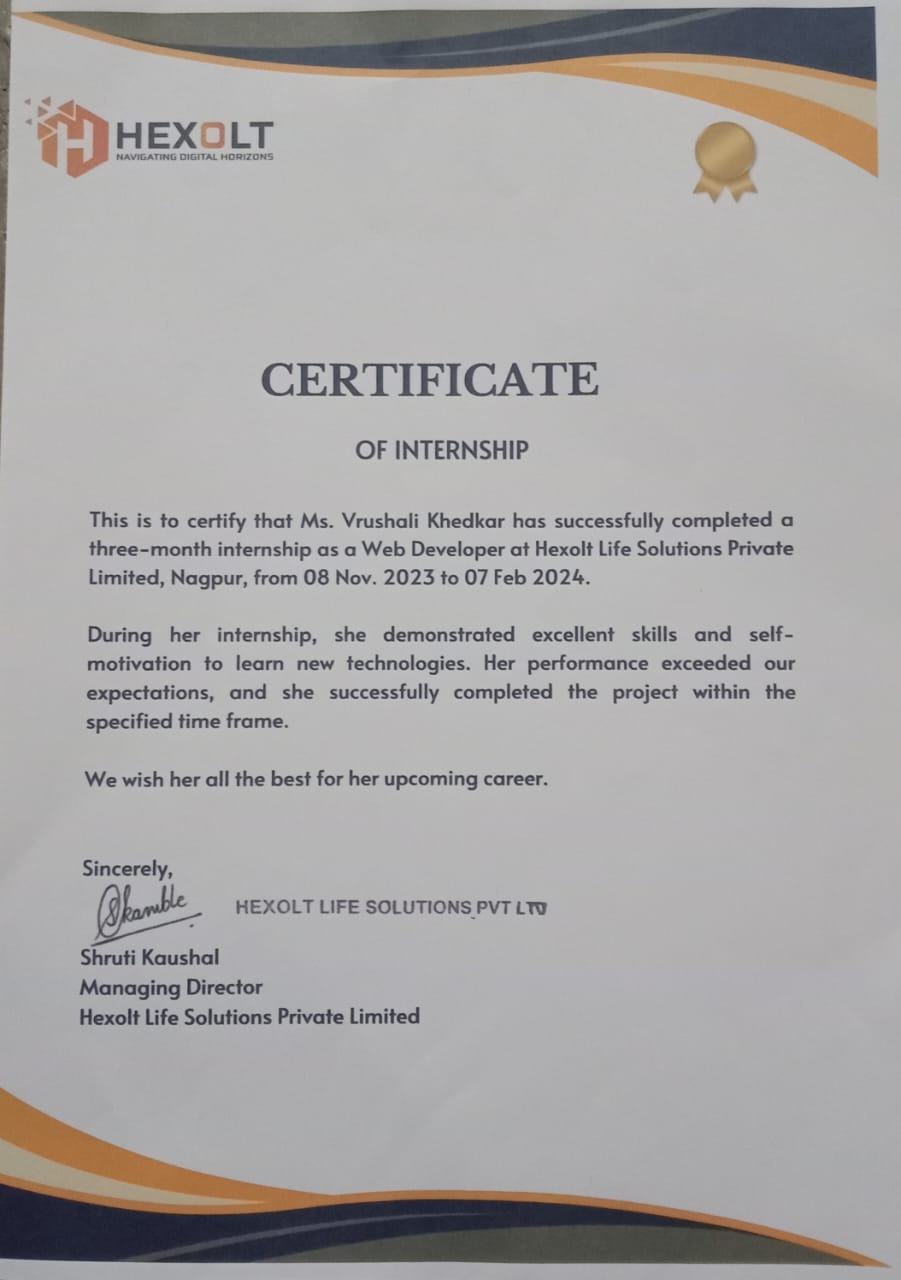 HEXOLT
NAVIGATING DIGITAL HORIZONS
CERTIFICATE
OF INTERNSHIP
This is to certify that Ms. Vrushali Khedkar has successfully completed a
three-month internship as a Web Developer at Hexolt Life Solutions Private
Limited, Nagpur, from 08 Nov. 2023 to 07 Feb 2024.
During her internship, she demonstrated excellent skills and self-
motivation to learn new technologies. Her performance exceeded our
expectations, and she successfully completed the project within the
specified time frame.
We wish her all the best for her upcoming career.
Sincerely,
Skamble HEXOLT LIFE SOLUTIONS PVT LTD
Shruti Kaushal
Managing Director
Hexolt Life Solutions Private Limited